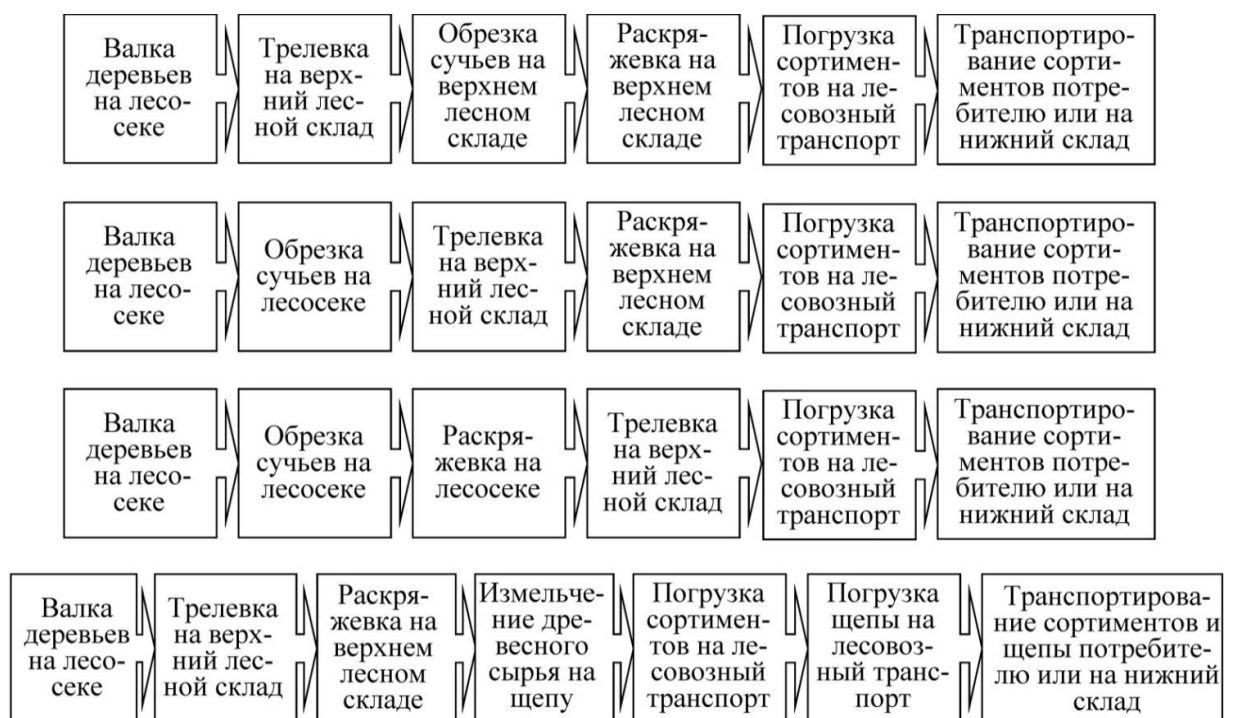 Валка
деревьев
на лесо-
секе
Трелевка
на верх-
ний лес-
ной склад
Обрезка
сучьев на
верхнем
лесном
складе
Раскря-
жевка на
верхнем
лесном
складе
Погрузка
сортимен-
тов на ле-
совозный
транспорт
Транспортиро-
вание сорти-
ментов потре-
бителю или на
нижний склад
Валка
деревьев
на лесо-
секе
Обрезка
сучьев на
лесосеке
Трелевка
на верх-
ний лес-
ной склад
Раскря-
жевка на
верхнем
лесном
складе
Погрузка
сортимен-
тов на ле-
совозный
транспорт
Транспортиро-
вание сорти-
ментов потре-
бителю или на
нижний склад
Валка
деревьев
на лесо-
секе
Обрезка
сучьев на
лесосеке
Раскря-
жевка на
лесосеке
Трелевка
на верх-
ний лес-
ной склад
Погрузка
сортимен-
тов на ле-
совозный
транспорт
Транспортиро-
вание сорти-
ментов потре-
бителю или на
нижний склад
Валка
деревьев
на лесо-
секе
Трелевка
на верх-
ний лес-
ной склад
Раскря-
жевка на
верхнем
лесном
складе
Измельче-
ние дре-
весного
сырья на
щепу
Погрузка
сортимен-
тов на ле-
совозный
транспорт
Погрузка
щепы на
лесовоз-
ный транс-
порт
Транспортирова-
ние сортиментов и
щепы потребите-
лю или на нижний
склад